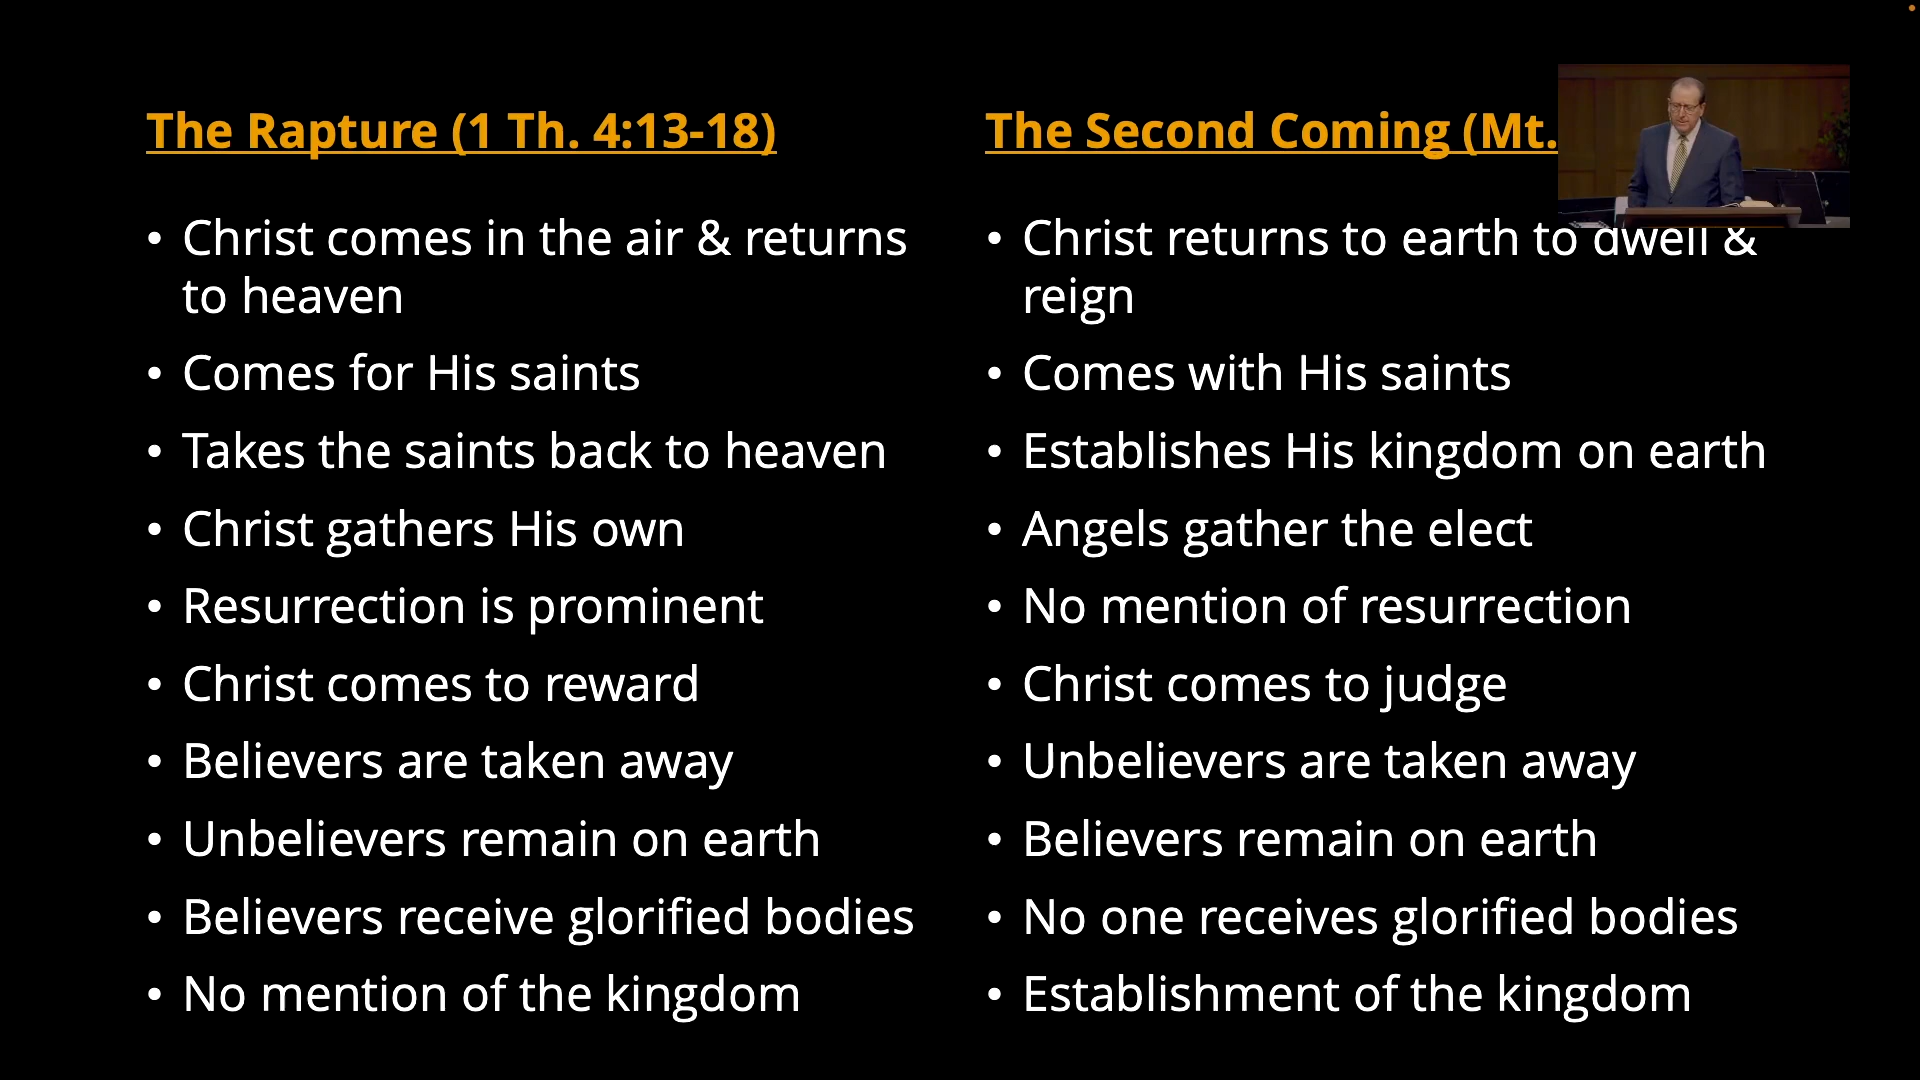 The Rapture (1 Th. 4:13-18)
• Christ comes in the air & returns
to heaven
• Comes for His saints
• Takes the saints back to heaven
• Christ gathers His own
• Resurrection is prominent
• Christ comes to reward
• Believers are taken away
• Unbelievers remain on earth
• Believers receive glorified bodies
• No mention of the kingdom
The Second Coming (Mt.
• Christ returns to earth to dwell &
reign
• Comes with His saints
• Establishes His kingdom on earth
• Angels gather the elect
• No mention of resurrection
• Christ comes to judge
• Unbelievers are taken away
• Believers remain on earth
• No one receives glorified bodies
• Establishment of the kingdom